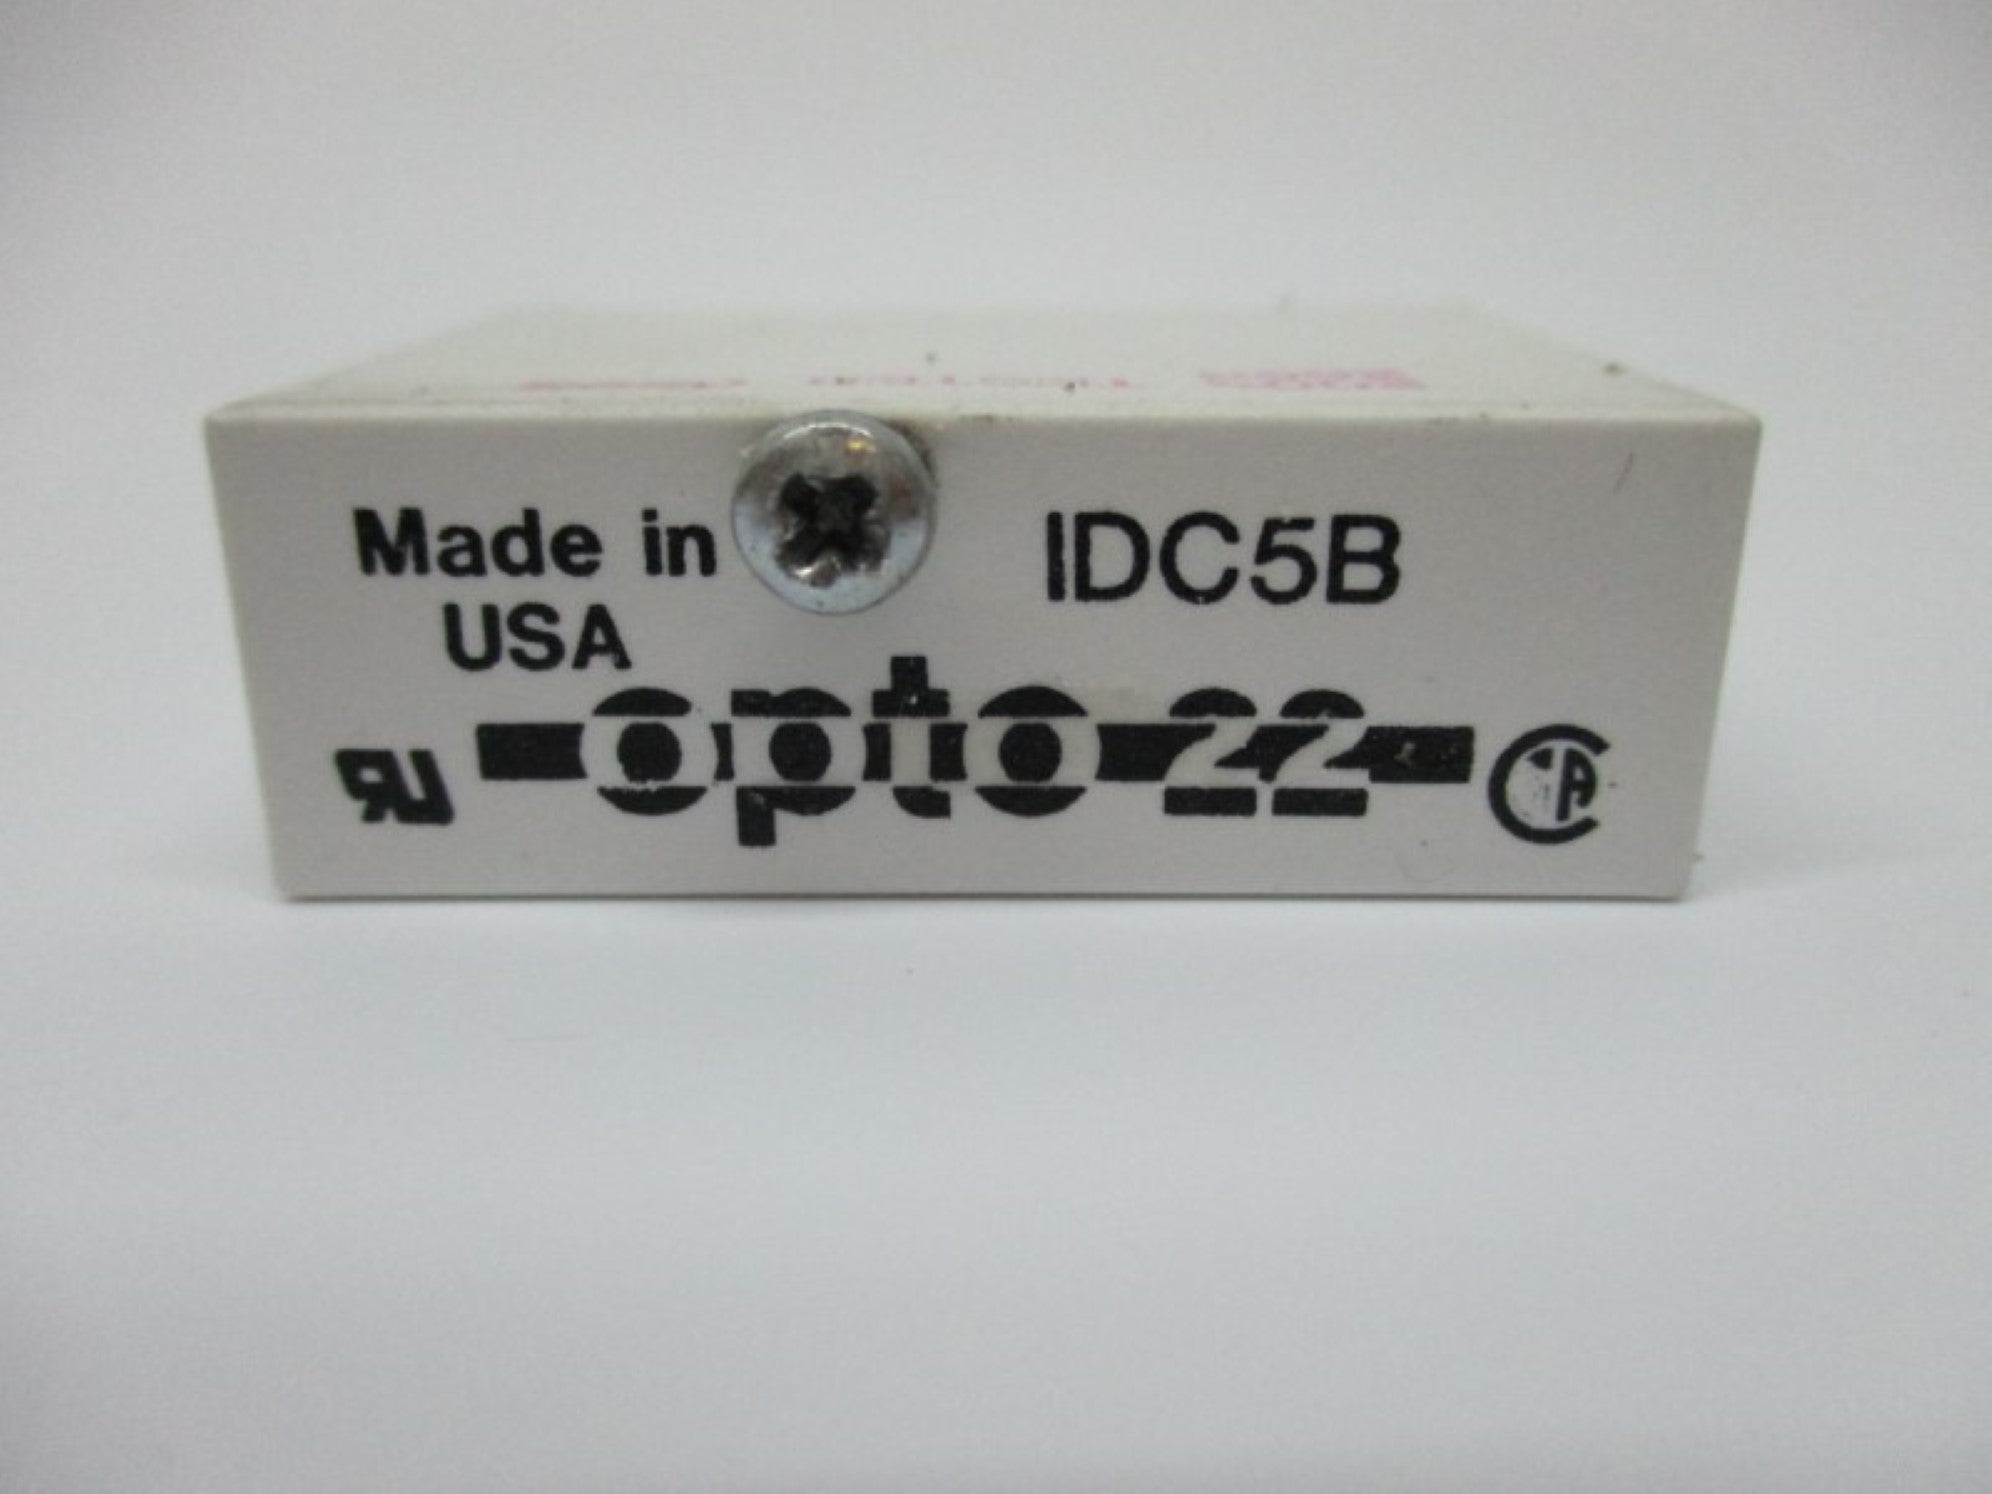 Made in
USA
IDC5B
opto 22